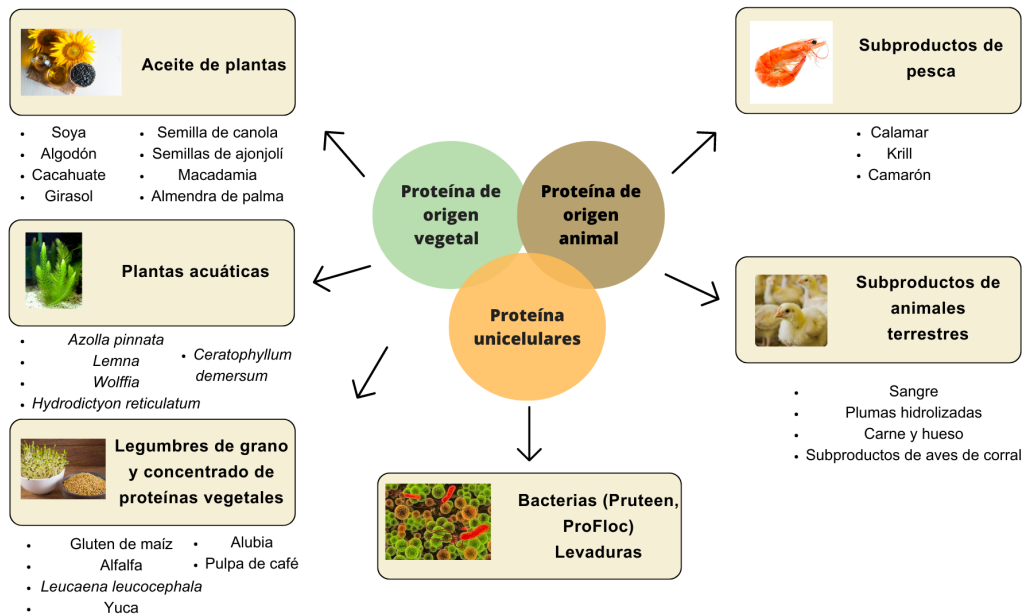 Aceite de plantas
• Soya
• Algodón
• Cacahuate
• Girasol
• Semilla de canola
• Semillas de ajonjolí
• Macadamia
• Almendra de palma
Plantas acuáticas
• Azolla pinnata
• Lemna
• Wolffia
• Hydrodictyon reticulatum
• Ceratophyllum
demersum
Legumbres de grano
y concentrado de
proteínas vegetales
• Gluten de maíz
• Alfalfa
• Leucaena leucocephala
• Yuca
• Alubia
• Pulpa de café
Proteína de
origen
vegetal
Proteína de
origen
animal
Proteína
unicelulares
Bacterias (Pruteen,
ProFloc)
Levaduras
Subproductos de
pesca
• Calamar
• Krill
• Camarón
Subproductos de
animales
terrestres
• Sangre
• Plumas hidrolizadas
• Carne y hueso
• Subproductos de aves de corral